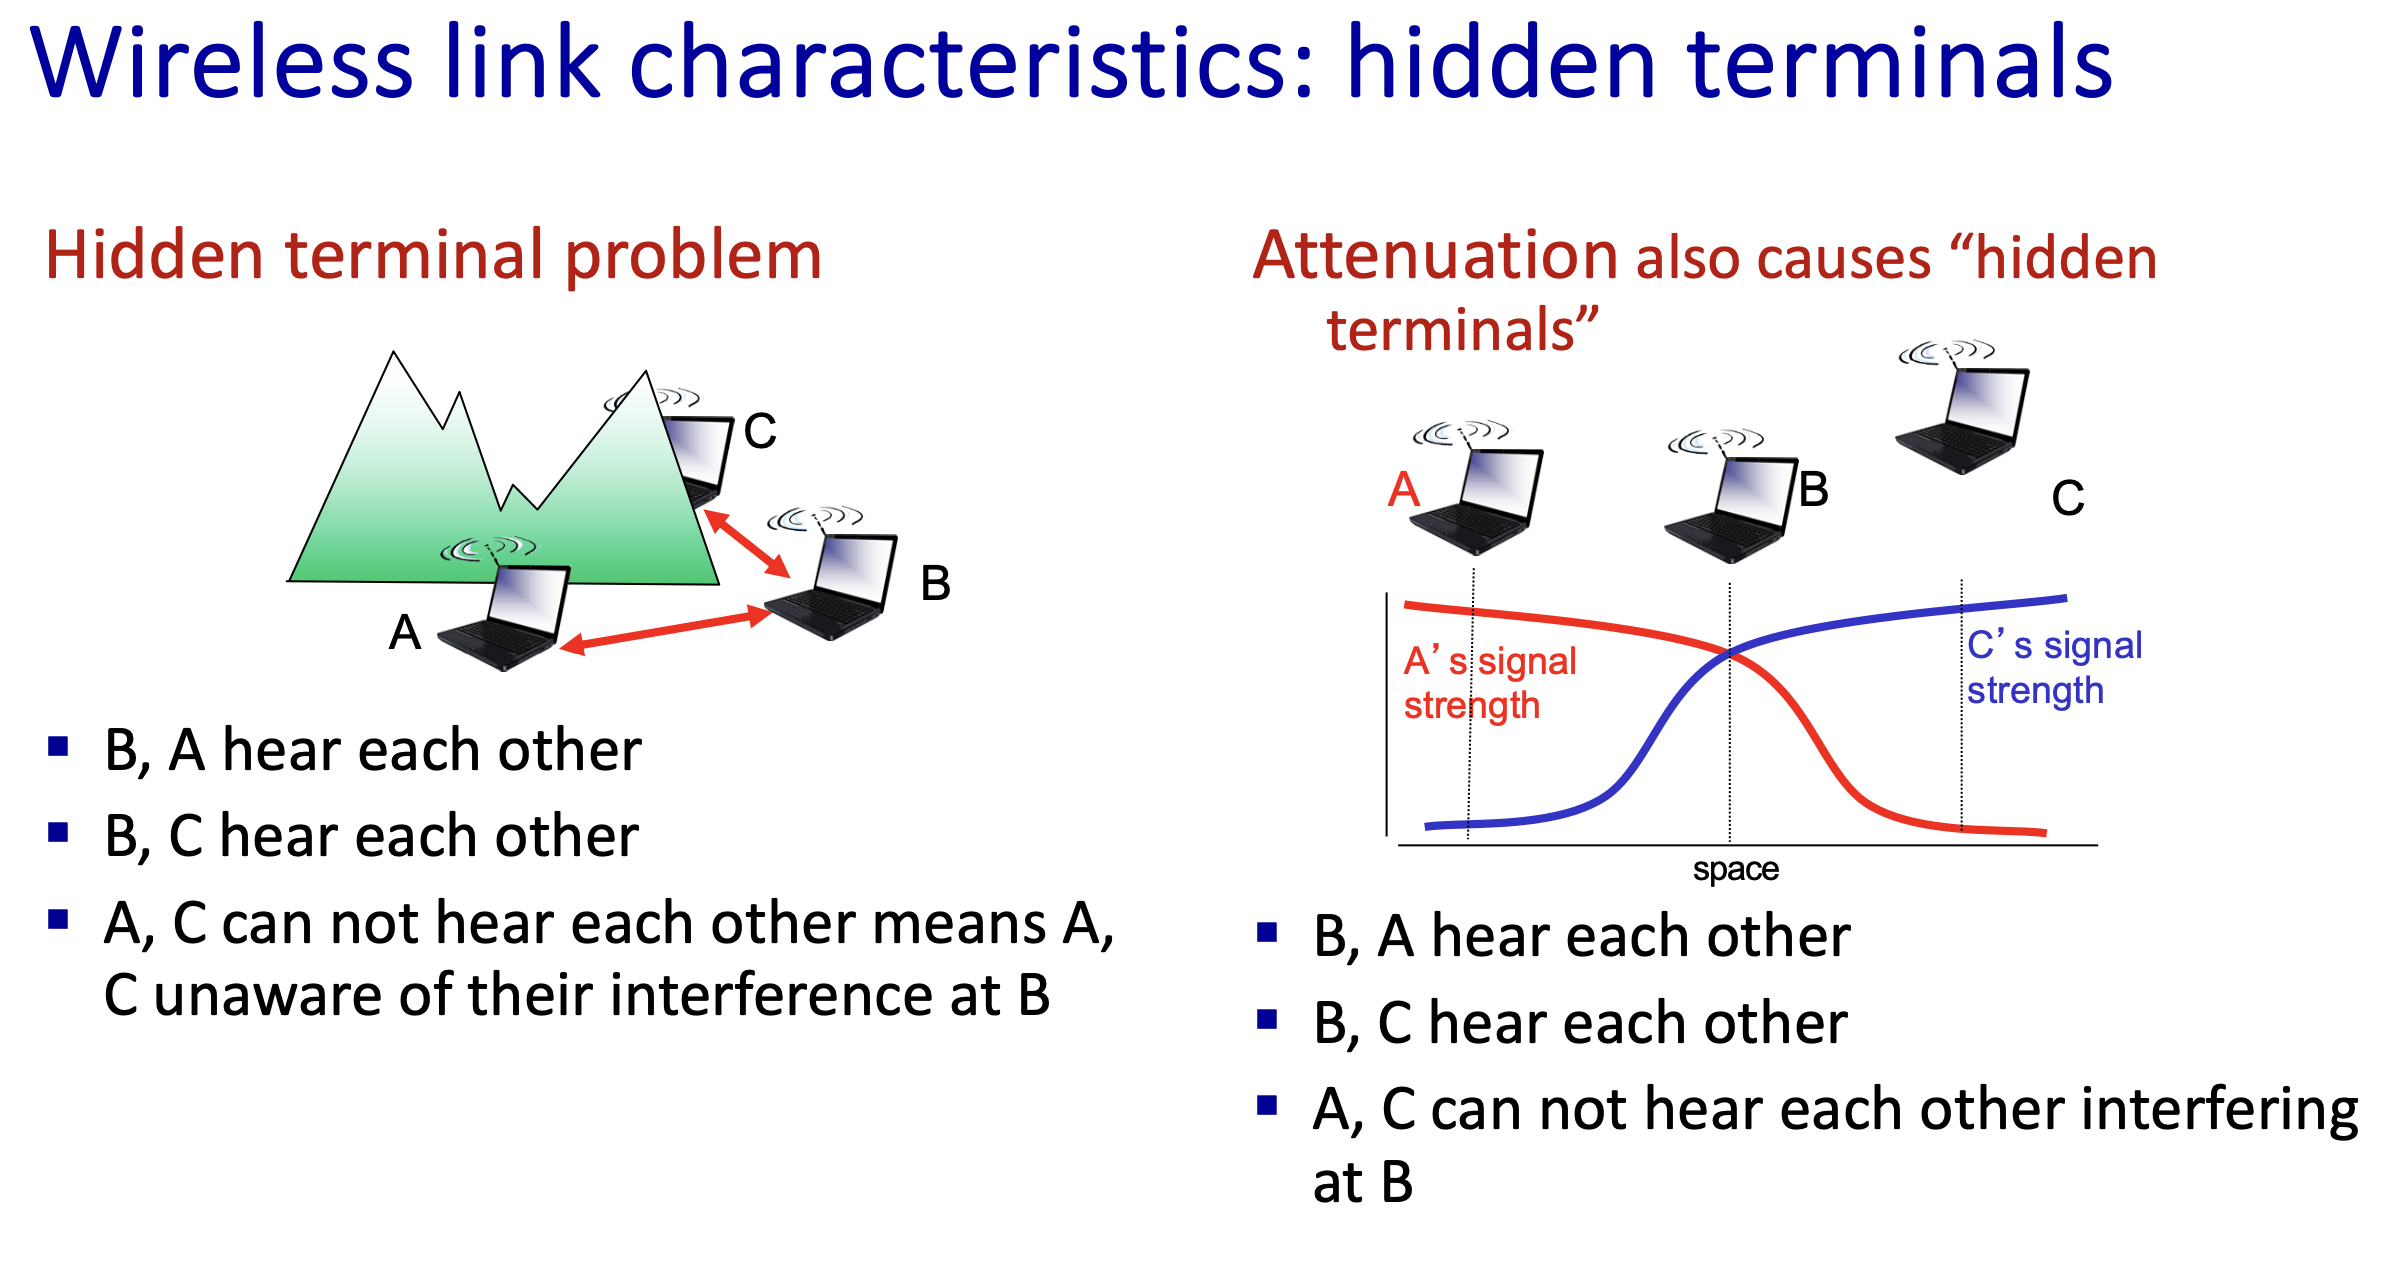 Wireless link characteristics: hidden terminals
Hidden terminal problem
C
B
A
▪ B, A hear each other
▪ B, C hear each other
▪ A, C can not hear each other means A,
C unaware of their interference at B
Attenuation also causes “hidden
terminals”
A
B
C
A’s signal
strength
C’s signal
strength
space
▪ B, A hear each other
▪ B, C hear each other
▪ A, C can not hear each other interfering
at B